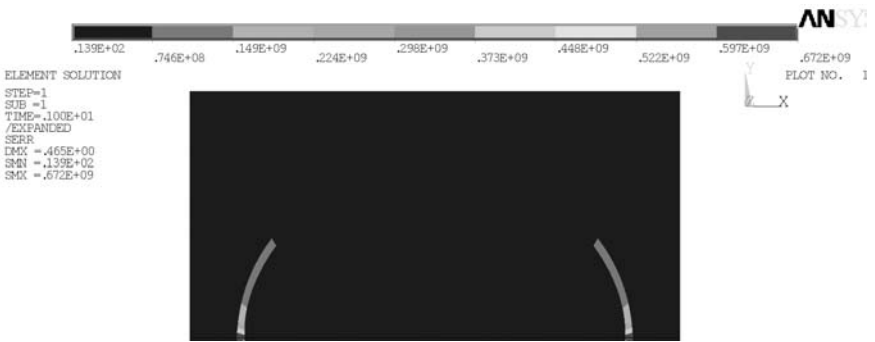 ANSYS
.139E+02 .149E+09 .298E+09 .448E+09 .597E+09
.746E+08 .224E+09 .373E+09 .522E+09 .672E+09
ELEMENT SOLUTION
PLOT NO. 1
STEP=1
SUB =1
TIME=.100E+01
/EXPANDED
SERR
DMX =.465E+00
SMN =.139E+02
SMX =.672E+09
Y
Z X